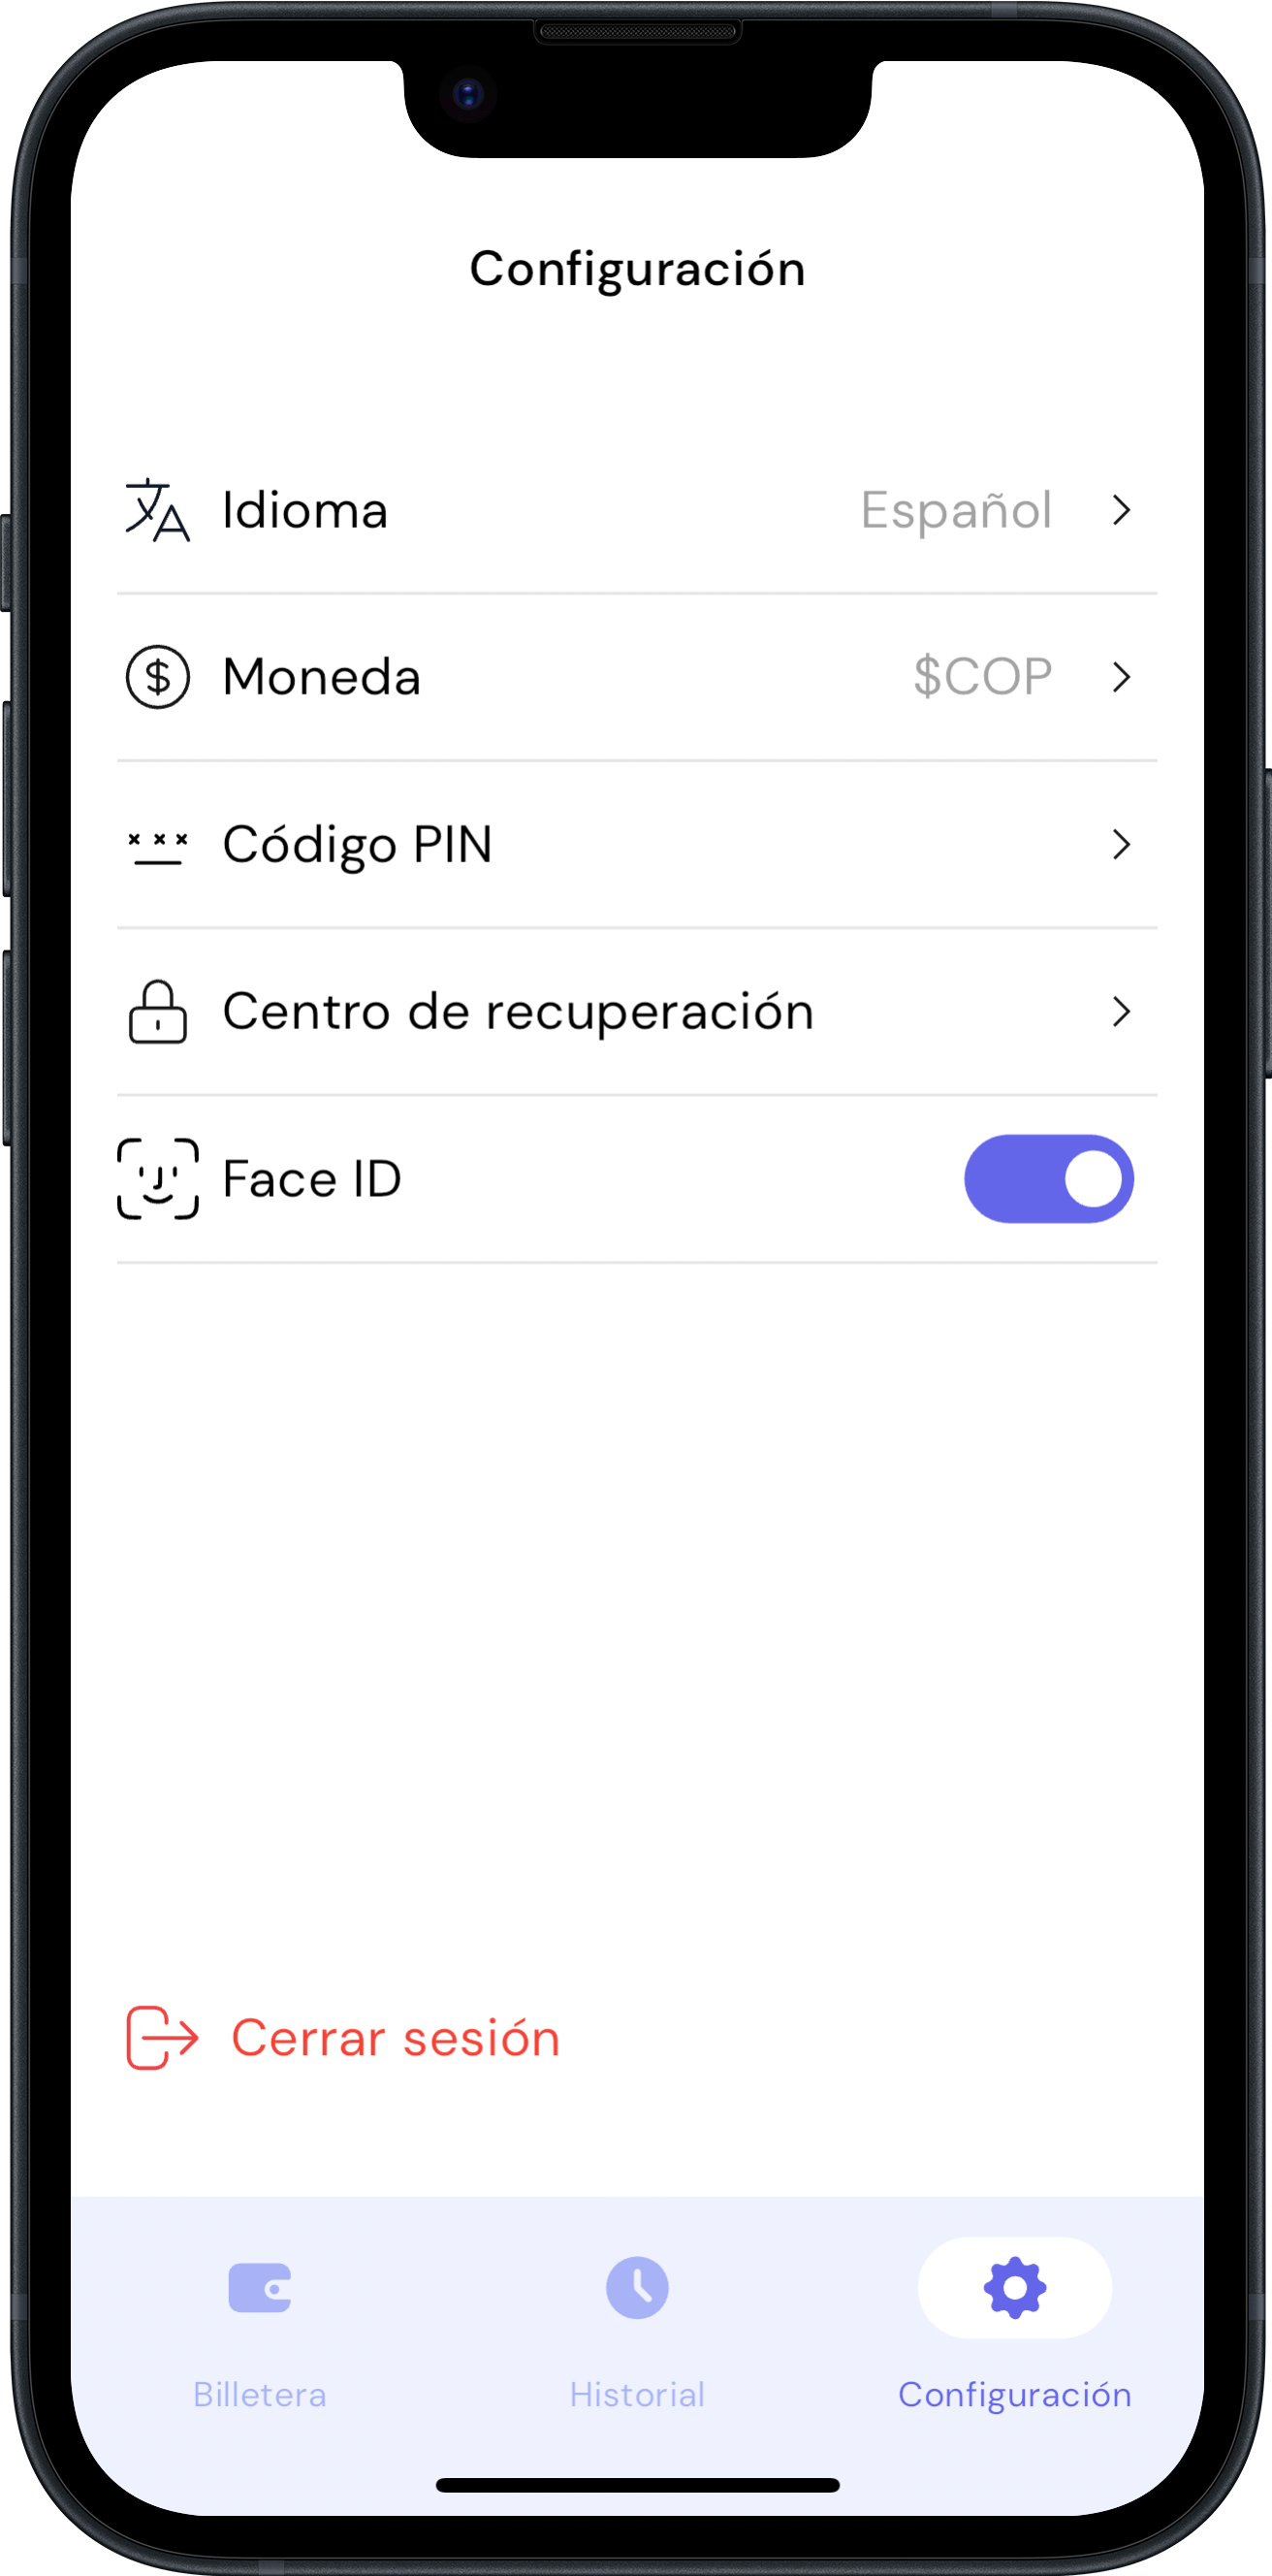 Configuración
Idioma Español
Moneda $COP
Código PIN
Centro de recuperación
Face ID
Cerrar sesión
Billetera Historial Configuración